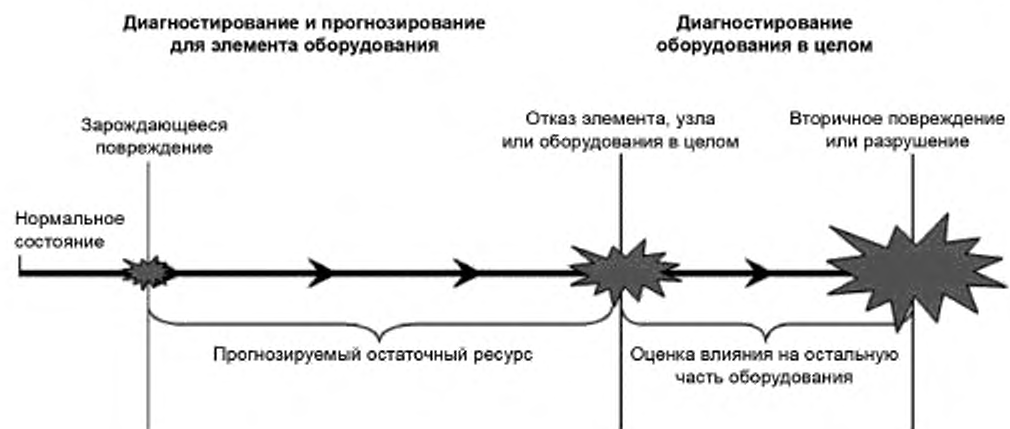 Диагностирование и прогнозирование
для элемента оборудования
Диагностирование
оборудования в целом
Зарождающееся
повреждение
Отказ элемента, узла
или оборудования в целом
Вторичное повреждение
или разрушение
Нормальное
состояние
Прогнозируемый остаточный ресурс
Оценка влияния на остальную
часть оборудования